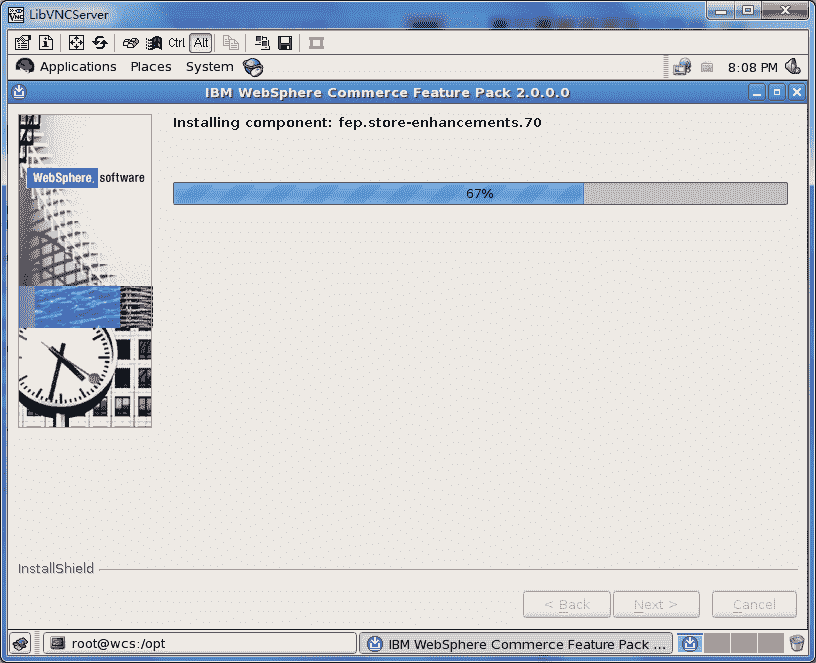 LibVNCServer
Ctrl Alt
Applications Places System 8:08 PM
IBM WebSphere Commerce Feature Pack 2.0.0.0
Installing component: fep.store-enhancements.70
WebSphere. software
67%
InstallShield
< Back Next > Cancel
root@wcs:/opt IBM WebSphere Commerce Feature Pack ...